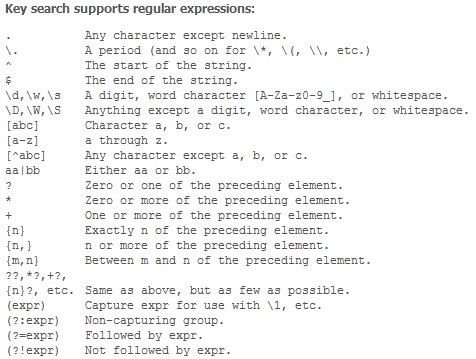 Key search supports regular expressions:
. Any character except newline.
\. A period (and so on for \*, \(, \\, etc.)
^ The start of the string.
$ The end of the string.
\d,\w,\s A digit, word character [A-Za-z0-9_], or whitespace.
\D,\W,\S Anything except a digit, word character, or whitespace.
[abc] Character a, b, or c.
[a-z] a through z.
[^abc] Any character except a, b, or c.
aa|bb Either aa or bb.
? Zero or one of the preceding element.
* Zero or more of the preceding element.
+ One or more of the preceding element.
{n} Exactly n of the preceding element.
{n,} n or more of the preceding element.
{m,n} Between m and n of the preceding element.
??,*?,+?,
{n}?, etc. Same as above, but as few as possible.
(expr) Capture expr for use with \1, etc.
(?:expr) Non-capturing group.
(?=expr) Followed by expr.
(?!expr) Not followed by expr.